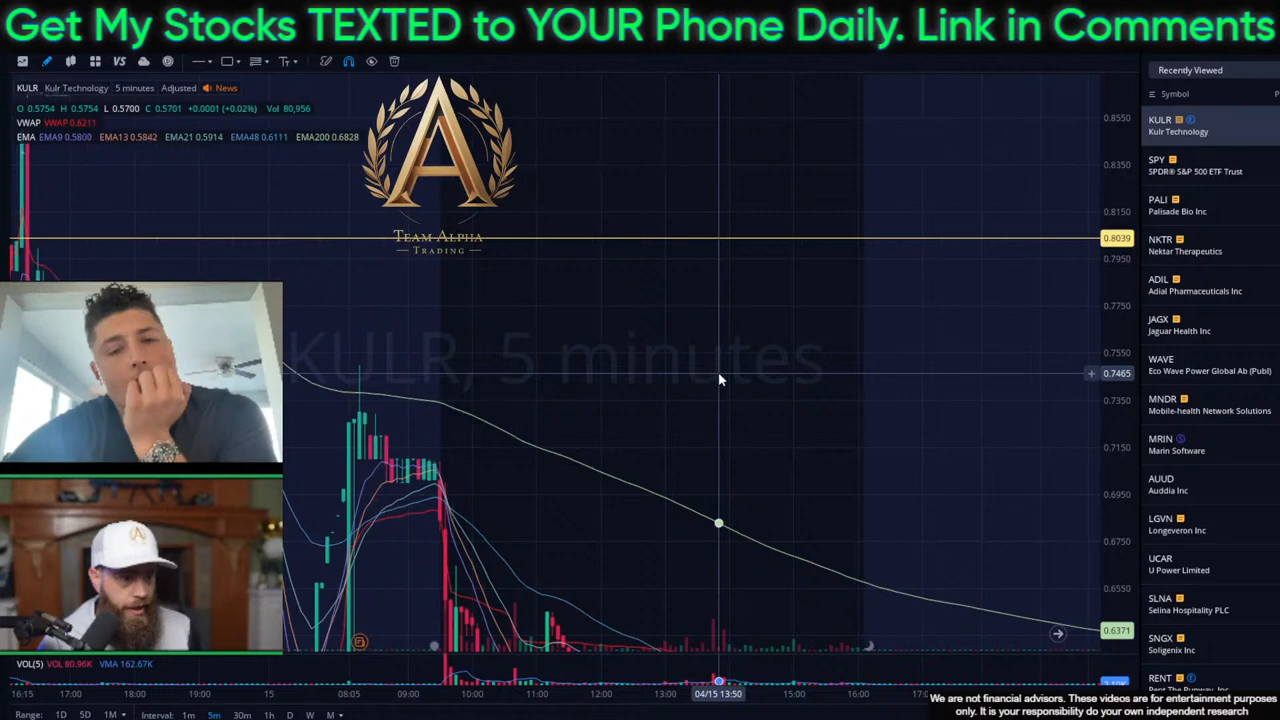 Get My Stocks TEXTED to YOUR Phone Daily. Link in Comments
VS
Recently Viewed
Symbol
KULR Kulr Technology 5 minutes Adjusted News
O 0.5754 H 0.5754 L 0.5700 C 0.5701 +0.0001 (+0.02%) Vol 80,956
VWAP VWAP 0.6211
EMA EMA9 0.5800 EMA13 0.5842 EMA21 0.5914 EMA48 0.6111 EMA200 0.6828
A
TEAM ALPHA
TRADING
KULR, 5 minutes
0.8550
0.8350
0.8150
0.8039
0.7950
0.7750
0.7550
0.7465
0.7350
0.7150
0.6950
0.6750
0.6550
0.6371
KULR
Kulr Technology
SPY
SPDR® S&P 500 ETF Trust
PALI
Palisade Bio Inc
NKTR
Nektar Therapeutics
ADIL
Adial Pharmaceuticals Inc
JAGX
Jaguar Health Inc
WAVE
Eco Wave Power Global Ab (Publ)
MNDR
Mobile-health Network Solutions
MRIN
Marin Software
AUUD
Auddia Inc
LGVN
Longeveron Inc
UCAR
U Power Limited
SLNA
Selina Hospitality PLC
SNGX
Soligenix Inc
RENT
VOL(5) VOL 80.96K VMA 162.67K
16:15 17:00 18:00 19:00 15 08:05 09:00 10:00 11:00 12:00 13:00 04/15 13:50 15:00 16:00
Range: 1D 5D 1M Interval: 1m 5m 30m 1h D W M
We are not financial advisors. These videos are for entertainment purposes
only. It is your responsibility do your own independent research